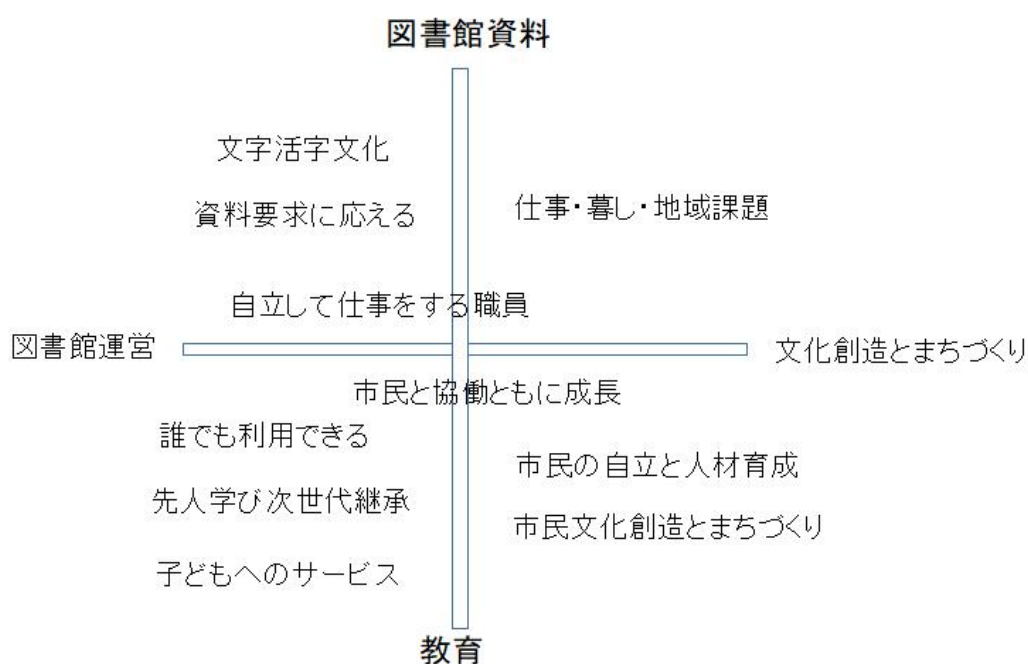 図書館資料
文字活字文化
資料要求に応える
仕事・暮し・地域課題
自立して仕事をする職員
図書館運営
文化創造とまちづくり
市民と協働ともに成長
誰でも利用できる
市民の自立と人材育成
先人学び次世代継承
市民文化創造とまちづくり
子どもへのサービス
教育